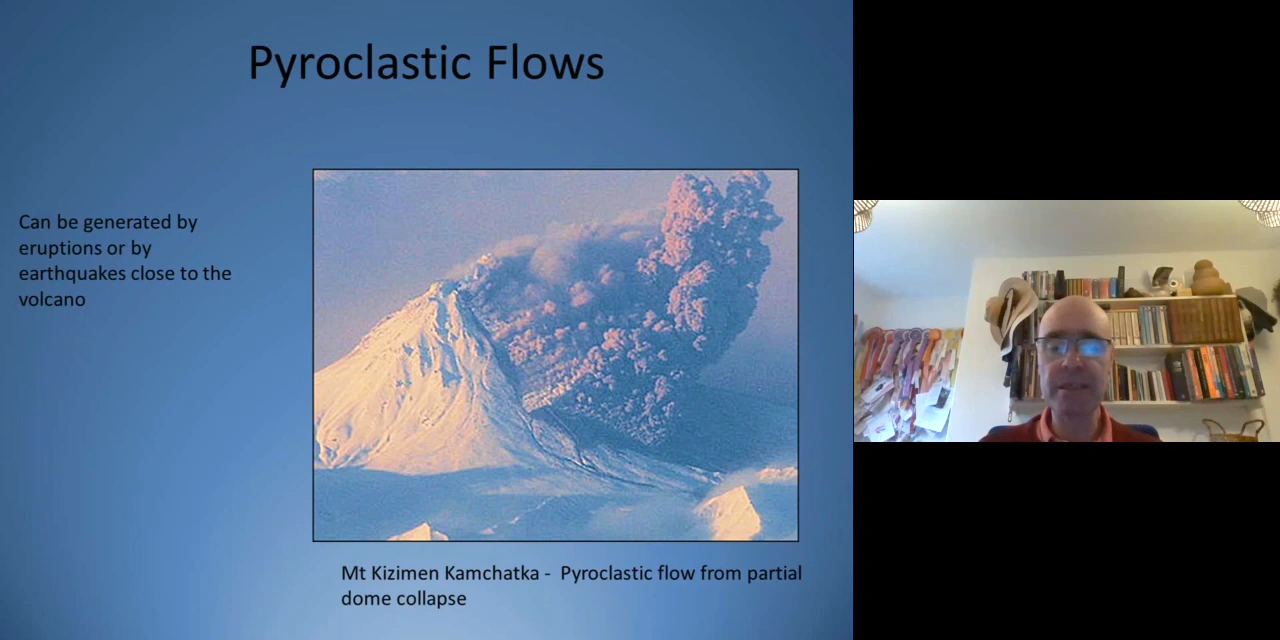 Pyroclastic Flows
Can be generated by
eruptions or by
earthquakes close to the
volcano
Mt Kizimen Kamchatka -  Pyroclastic flow from partial
dome collapse